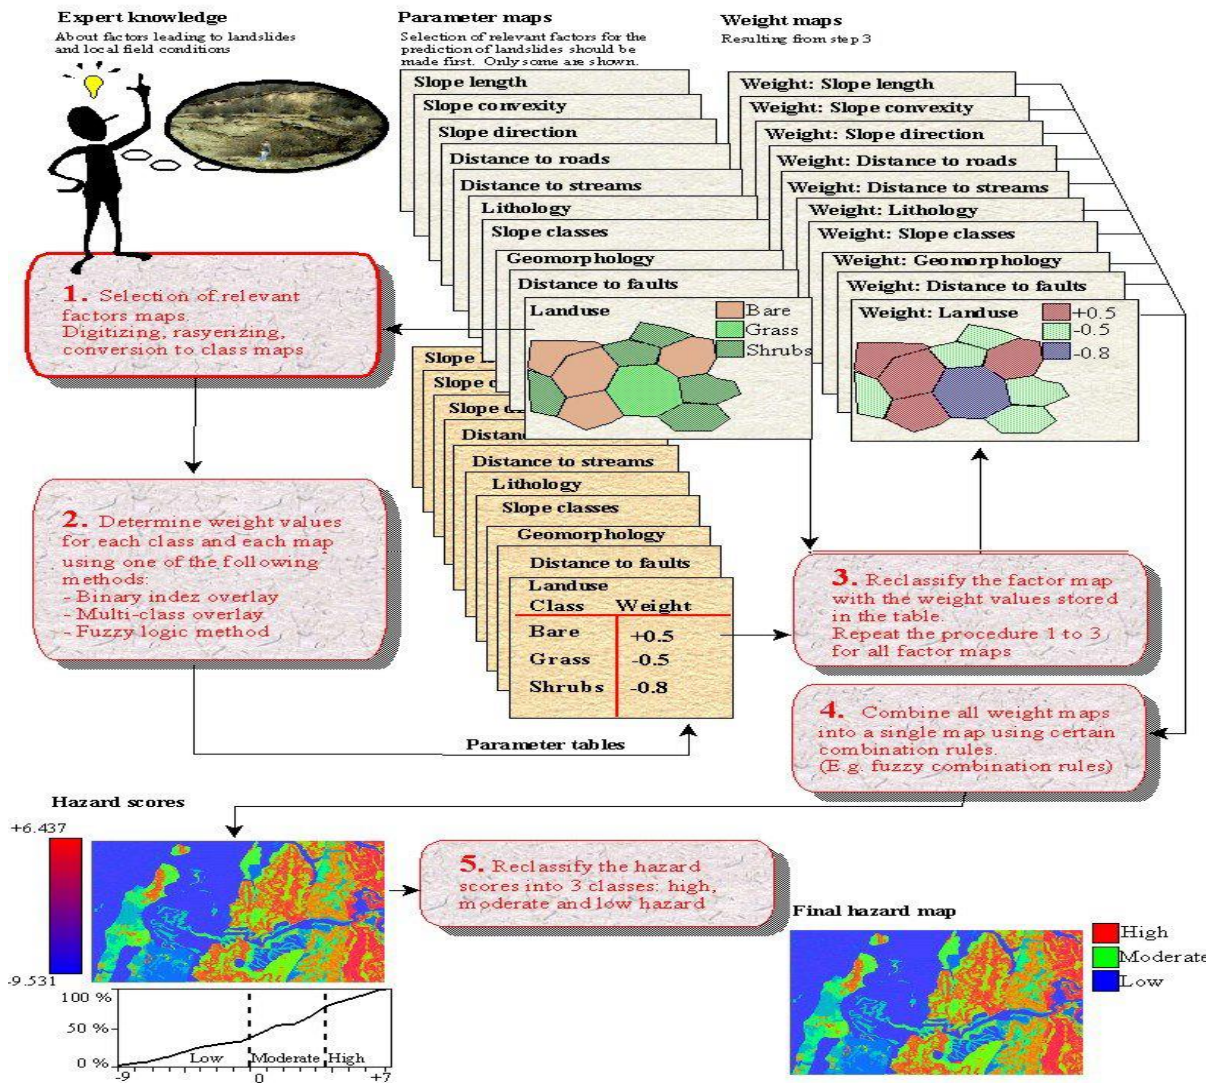 Expert knowledge
About factors leading to landslides
and local field conditions
Parameter maps
Selection of relevant factors for the
prediction of landslides should be
made first. Only some are shown.
Weight maps
Resulting from step 3
Slope length
Slope convexity
Slope direction
Distance to roads
Distance to streams
Lithology
Slope classes
Geomorphology
Distance to faults
Landuse
Bare
Grass
Shrubs
Weight: Slope length
Weight: Slope convexity
Weight: Slope direction
Weight: Distance to roads
Weight: Distance to streams
Weight: Lithology
Weight: Slope classes
Weight: Geomorphology
Weight: Distance to faults
Weight: Landuse
+0.5
-0.5
-0.8
1. Selection of relevant
factors maps.
Digitizing, rasyerizing,
conversion to class maps
2. Determine weight values
for each class and each map
using one of the following
methods:
- Binary indez overlay
- Multi-class overlay
- Fuzzy logic method
Slope
Slope
Slope
Distance
Distance to streams
Lithology
Slope classes
Geomorphology
Distance to faults
Landuse
Class Weight
Bare +0.5
Grass -0.5
Shrubs -0.8
Parameter tables
3. Reclassify the factor map
with the weight values stored
in the table.
Repeat the procedure 1 to 3
for all factor maps
4. Combine all weight maps
into a single map using certain
combination rules.
(E.g. fuzzy combination rules)
Hazard scores
+6.437
-9.531
5. Reclassify the hazard
scores into 3 classes: high,
moderate and low hazard
Final hazard map
High
Moderate
Low
100 %
50 %
0 %
Low Moderate High
-9 0 +7